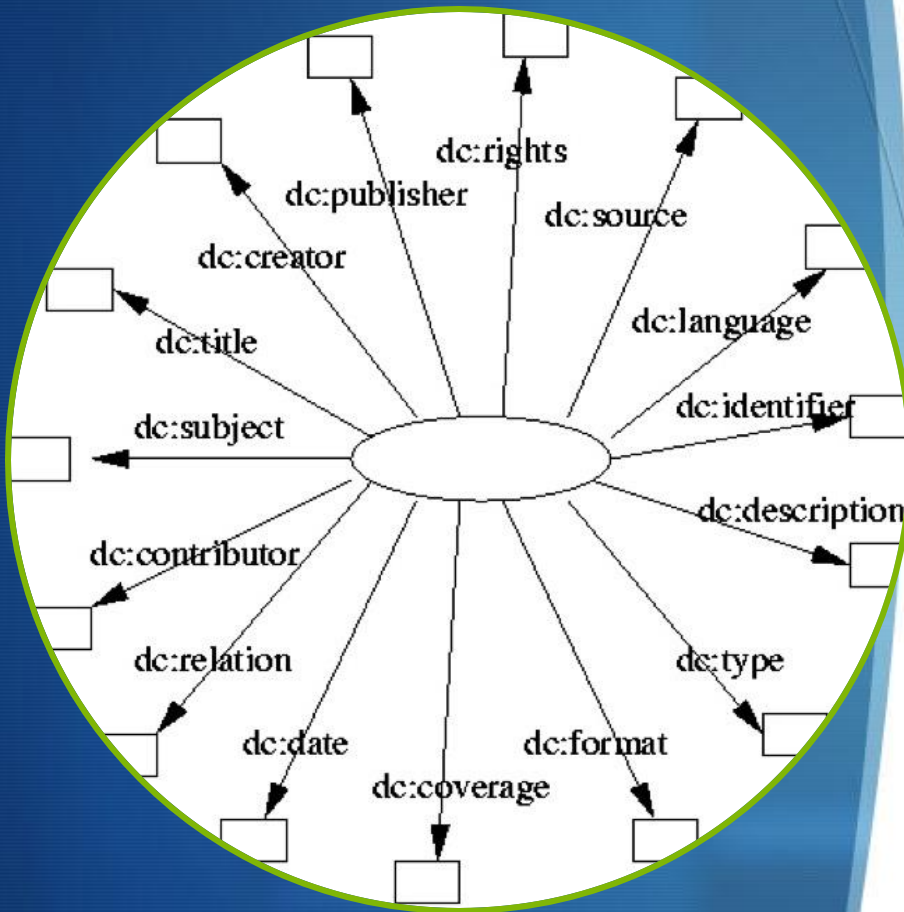 dc:rights
dc:publisher
dc:source
dc:creator
dc:language
dc:title
dc:identifier
dc:subject
dc:description
dc:contributor
dc:relation
dc:type
dc:date
dc:format
dc:coverage